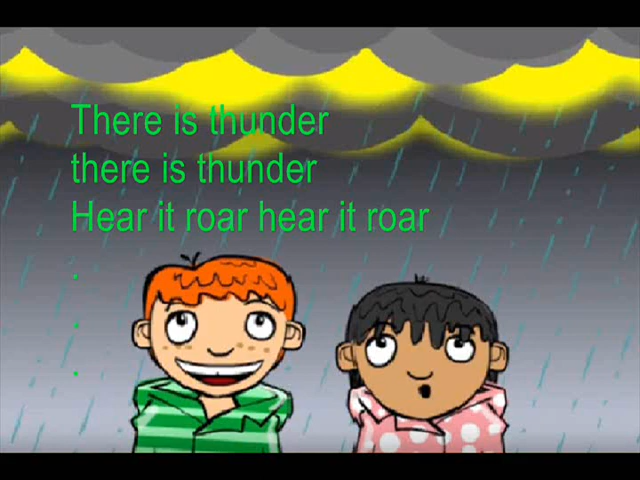 There is thunder
there is thunder
Hear it roar hear it roar
.
.
.